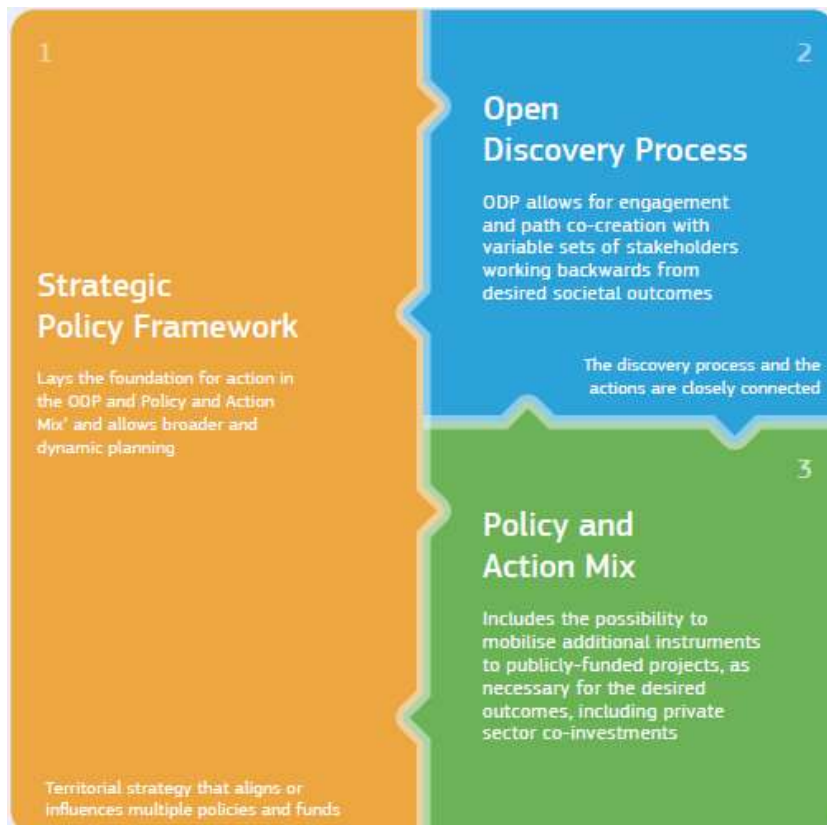 1
Strategic
Policy Framework
Lays the foundation for action in
the ODP and Policy and Action
Mix' and allows broader and
dynamic planning
Territorial strategy that aligns or
influences multiple policies and funds
2
Open
Discovery Process
ODP allows for engagement
and path co-creation with
variable sets of stakeholders
working backwards from
desired societal outcomes
The discovery process and the
actions are closely connected
3
Policy and
Action Mix
Includes the possibility to
mobilise additional instruments
to publicly-funded projects, as
necessary for the desired
outcomes, including private
sector co-investments